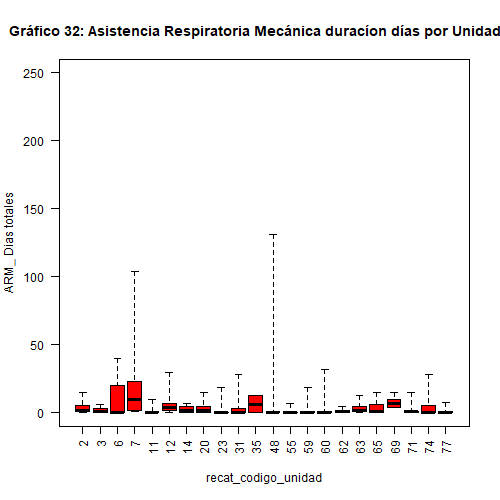 Gráfico 32: Asistencia Respiratoria Mecánica duracíon días por Unidad
250
200
150
100
50
0
ARM_ Dias totales
2 3 6 7 11 12 14 20 23 31 35 48 55 59 60 62 63 65 69 71 74 77
recat_codigo_unidad